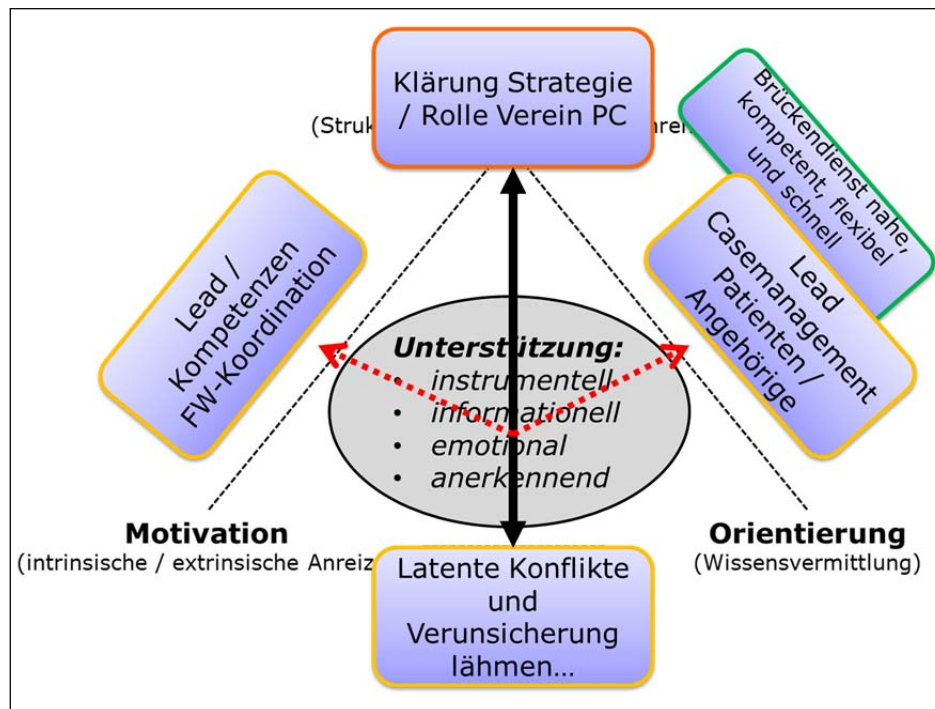 Klärung Strategie
/ Rolle Verein PC
(Struk
hren
Brückendienst nahe,
kompetent, flexibel
und schnell
Lead /
Kompetenzen
FW-Koordination
Lead
Casemanagement
Patienten /
Angehörige
Unterstützung:
• instrumentell
• informationell
• emotional
• anerkennend
Motivation
(intrinsische / extrinsische Anreiz
Orientierung
(Wissensvermittlung)
Latente Konflikte
und
Verunsicherung
lähmen…